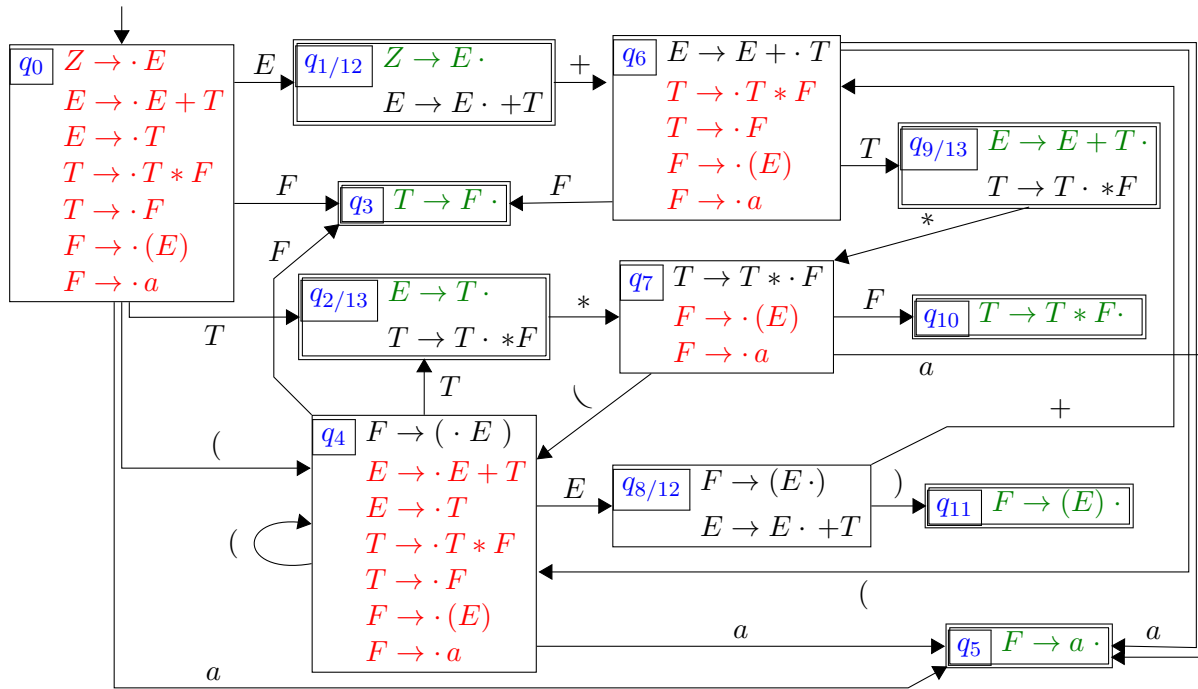 q0 Z → · E
E → · E + T
E → · T
T → · T ∗ F
T → · F
F → · (E)
F → · a
E
q1/12 Z → E ·
E → E · +T
+
q6 E → E + · T
T → · T ∗ F
T → · F
F → · (E)
F → · a
T
q9/13 E → E + T ·
T → T · ∗F
F
q3 T → F ·
F
F
∗
T
q2/13 E → T ·
T → T · ∗F
∗
q7 T → T ∗ · F
F → · (E)
F → · a
F
q10 T → T ∗ F·
a
T
(
(
q4 F → ( · E )
E → · E + T
E → · T
T → · T ∗ F
T → · F
F → · (E)
F → · a
(
E
q8/12 F → (E ·)
E → E · +T
+
)
q11 F → (E) ·
(
a
a
q5 F → a ·
a